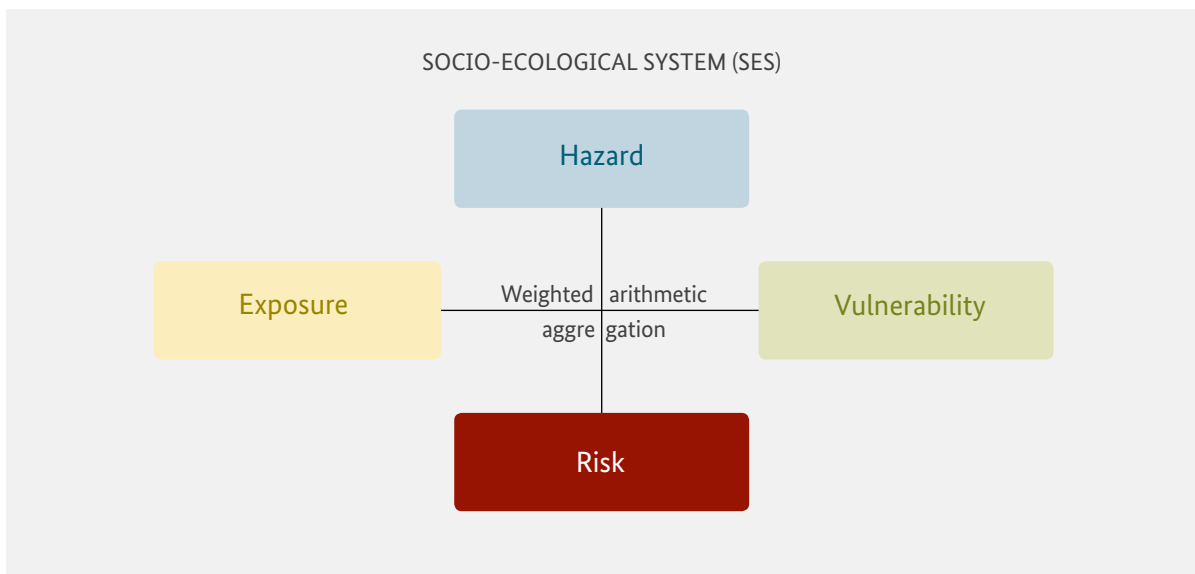 SOCIO-ECOLOGICAL SYSTEM (SES)
Hazard
Exposure
Weighted arithmetic
aggre gation
Vulnerability
Risk